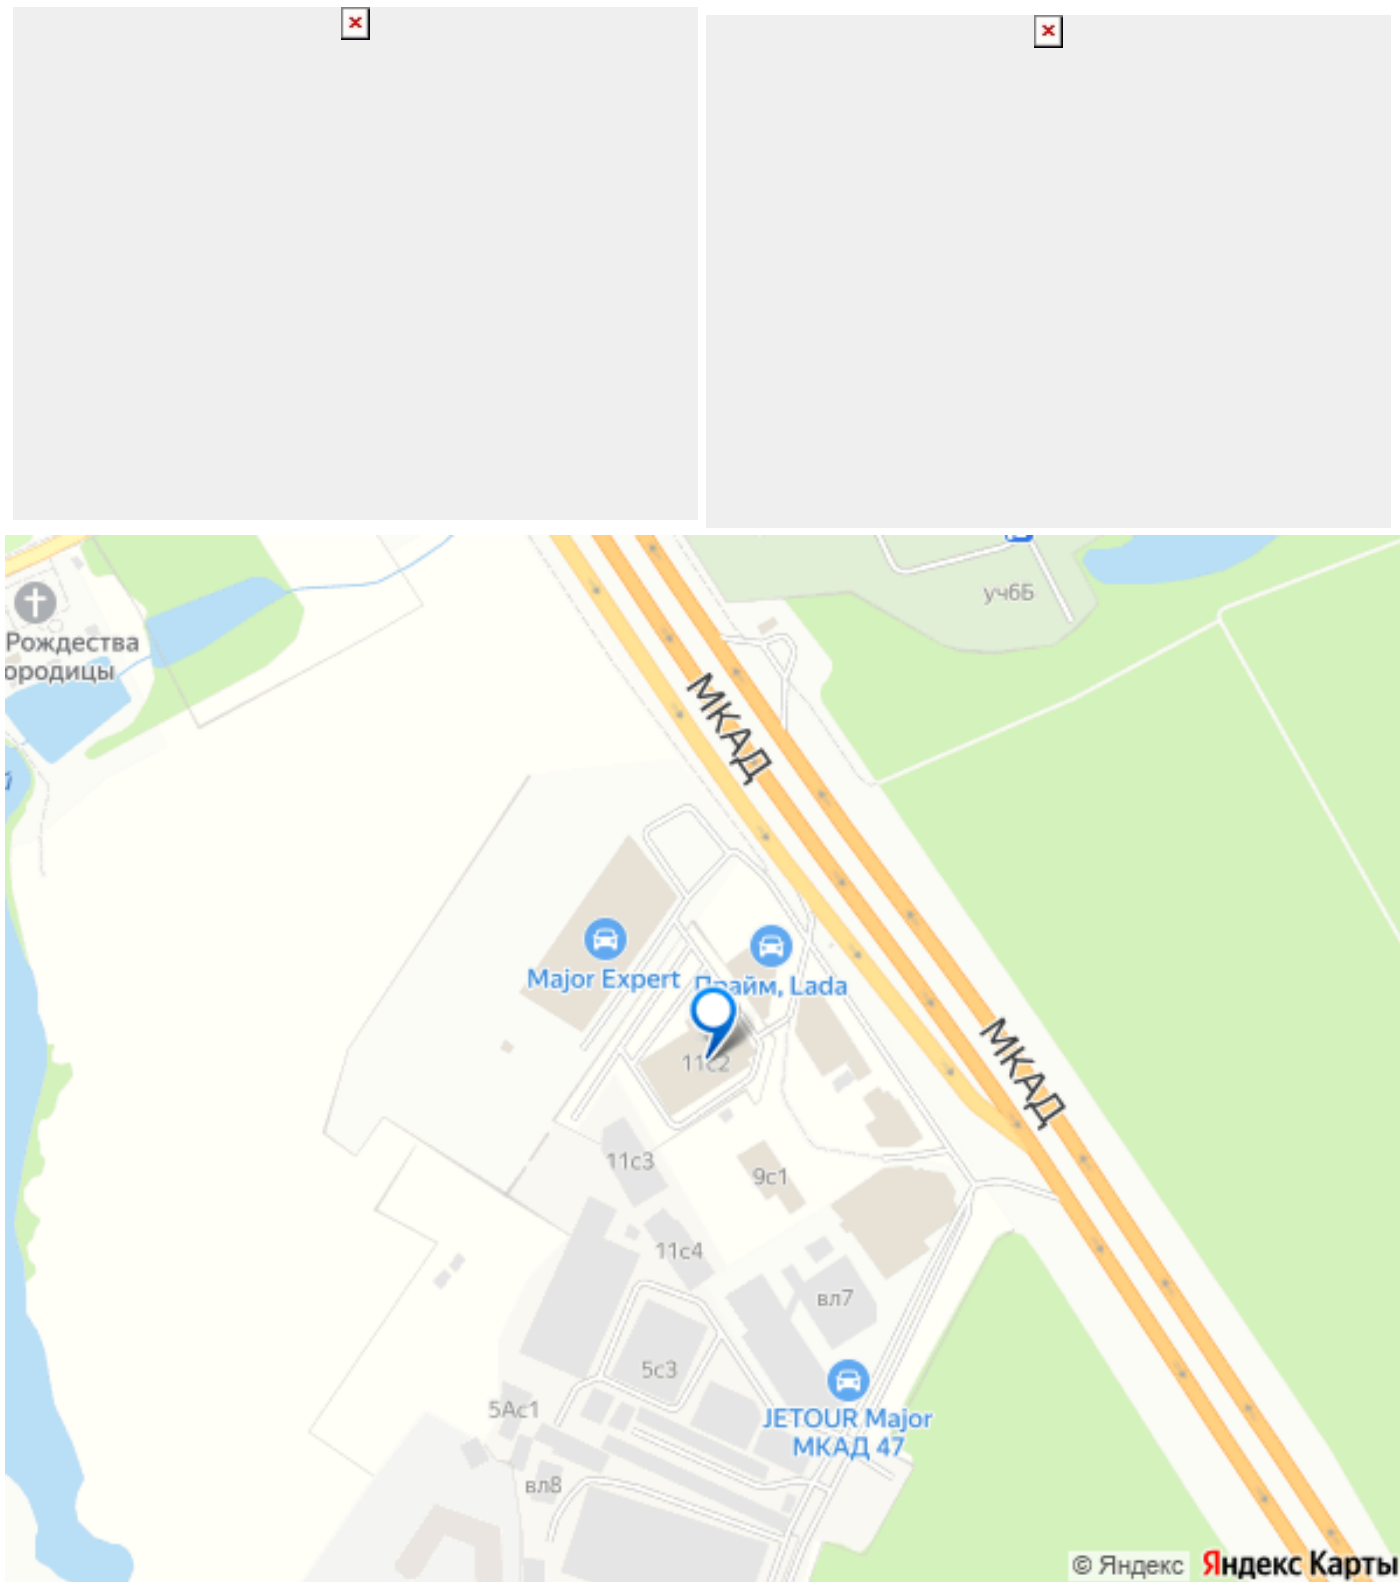 уч6Б
Рождества
ородицы
МКАД
й
Major Expert
Прайм, Lada
11с2
МКАД
11с3
9с1
11с4
вл7
5с3
JETOUR Major
МКАД 47
5Ас1
вл8
© Яндекс Яндекс Карты